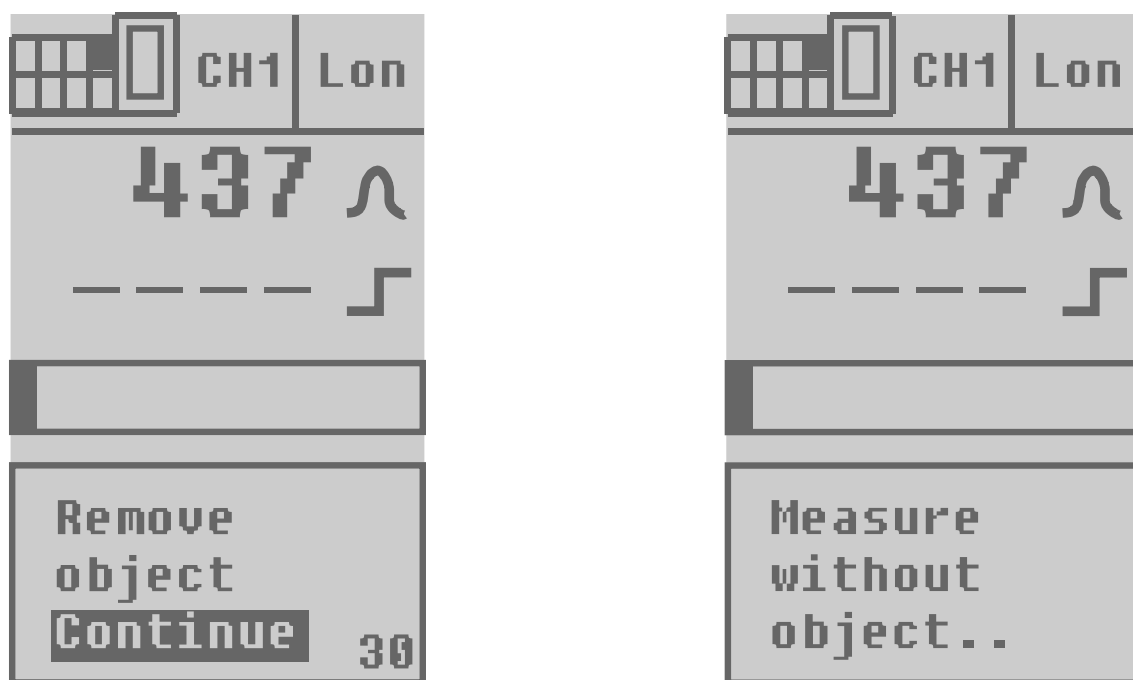 CH1 Lon
437
----
Remove
object
Continue
30
CH1 Lon
437
----
Measure
without
object..